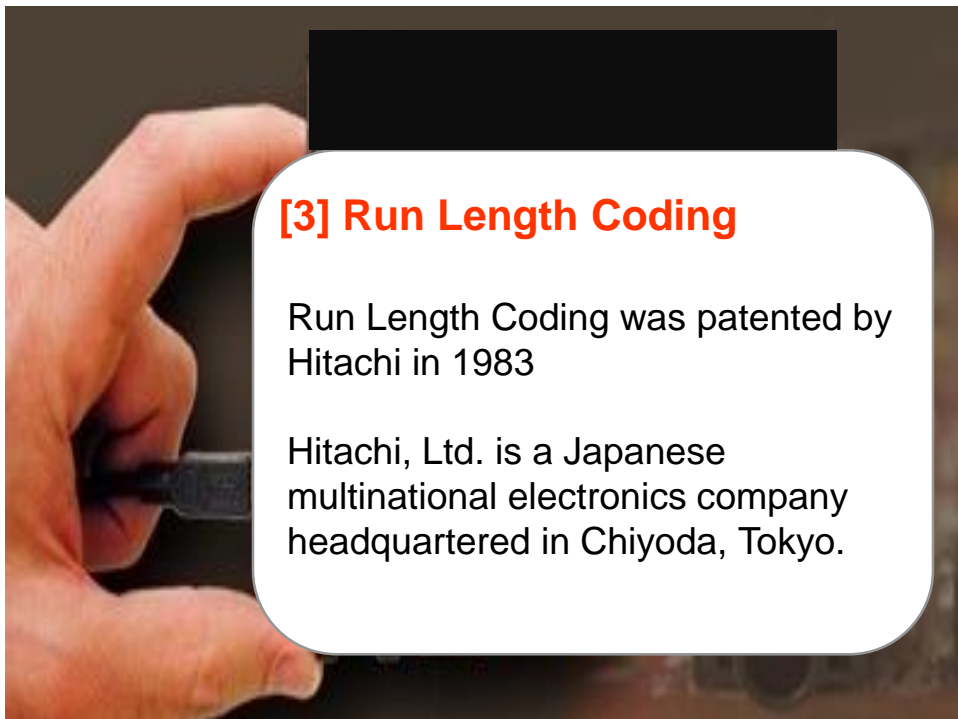 [3] Run Length Coding
Run Length Coding was patented by
Hitachi in 1983
Hitachi, Ltd. is a Japanese
multinational electronics company
headquartered in Chiyoda, Tokyo.